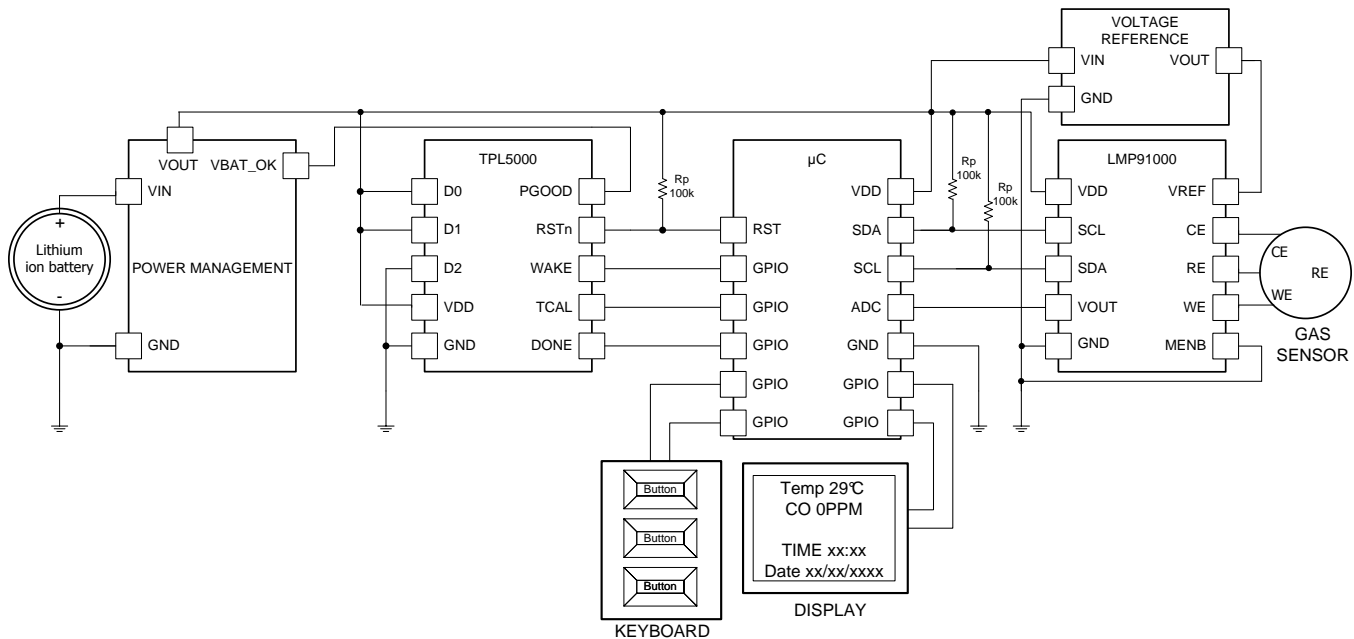 VOLTAGE
REFERENCE
VIN
VOUT
GND
VOUT
VBAT_OK
VIN
POWER MANAGEMENT
GND
+
Lithium
ion battery
-
TPL5000
D0
PGOOD
D1
RSTn
D2
WAKE
VDD
TCAL
GND
DONE
Rp
100k
µC
VDD
RST
SDA
GPIO
SCL
GPIO
ADC
GPIO
GND
GPIO
GPIO
GPIO
GPIO
Rp
100k
Rp
100k
LMP91000
VDD
VREF
SCL
CE
SDA
RE
VOUT
WE
GND
MENB
CE
RE
WE
GAS
SENSOR
Button
Button
Button
KEYBOARD
Temp 29°C
CO 0PPM
TIME xx:xx
Date xx/xx/xxxx
DISPLAY